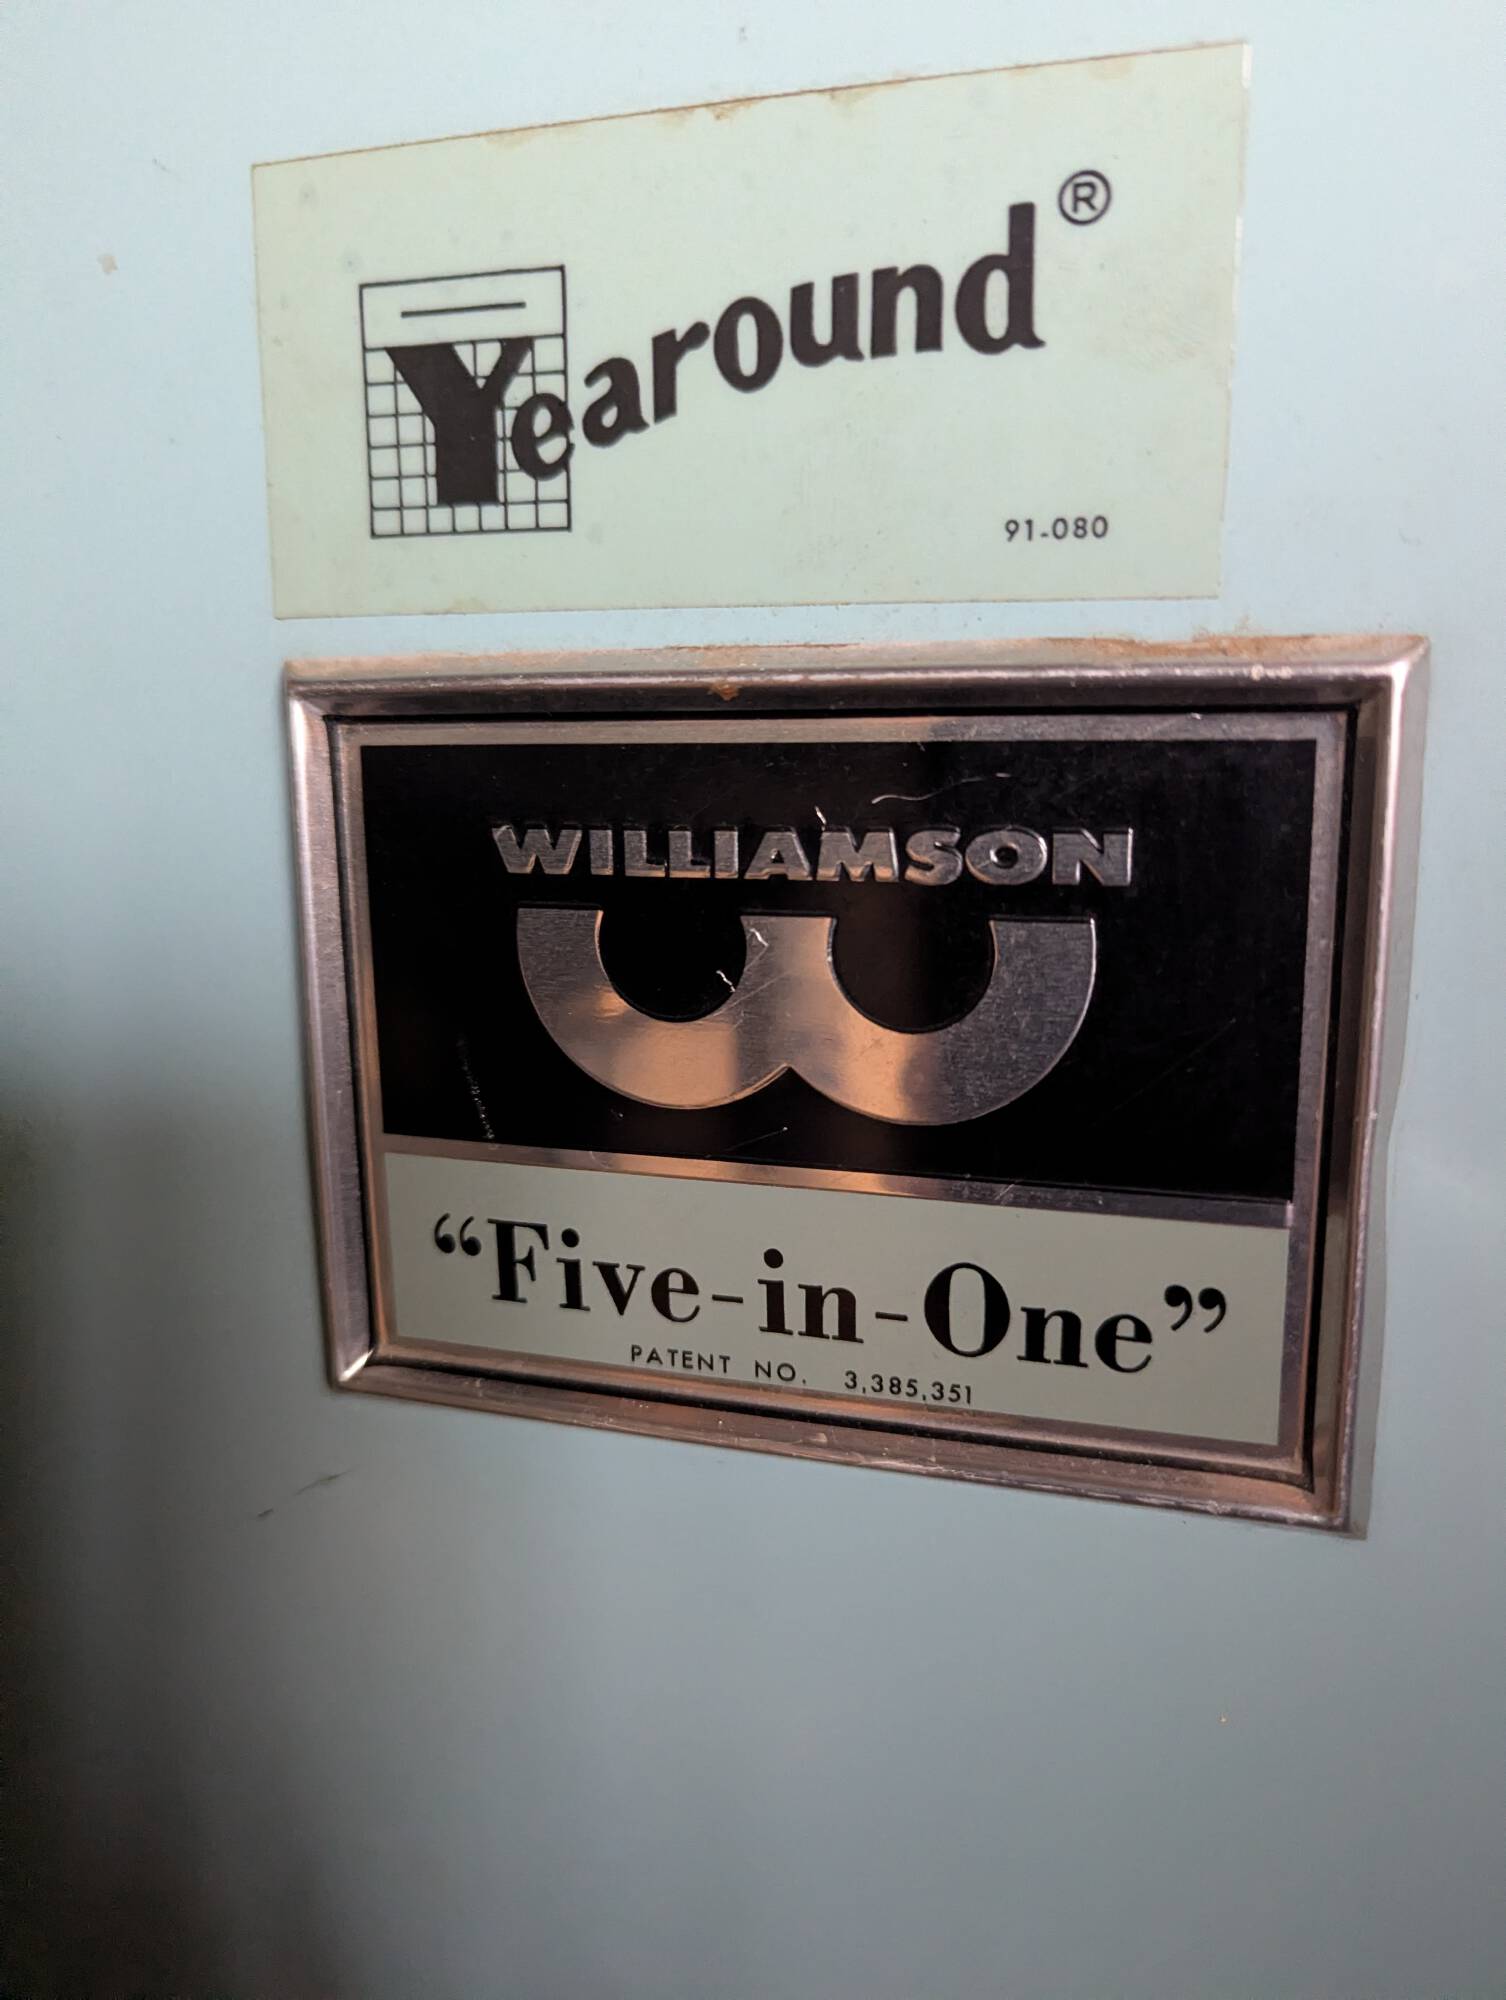 Yearound®
91-080
WILLIAMSON
“Five-in-One”
PATENT NO. 3,385,351